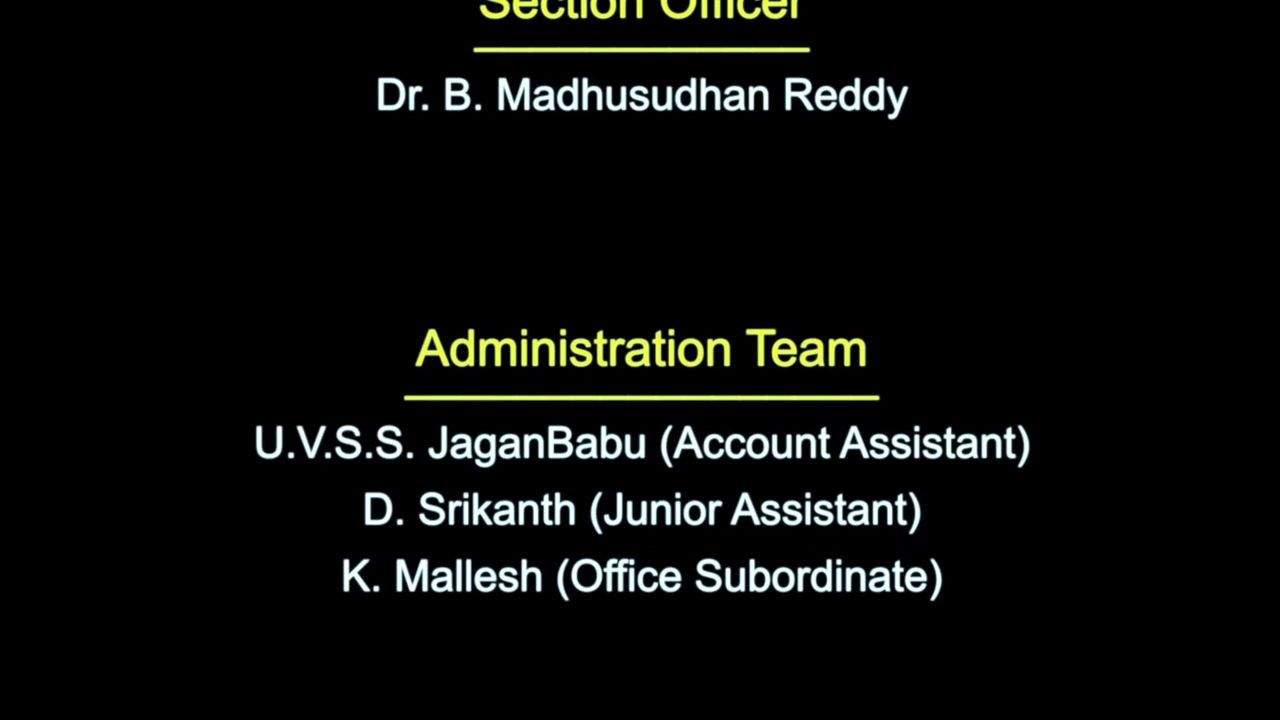 Section Officer
Dr. B. Madhusudhan Reddy
Administration Team
U.V.S.S. JaganBabu (Account Assistant)
D. Srikanth (Junior Assistant)
K. Mallesh (Office Subordinate)